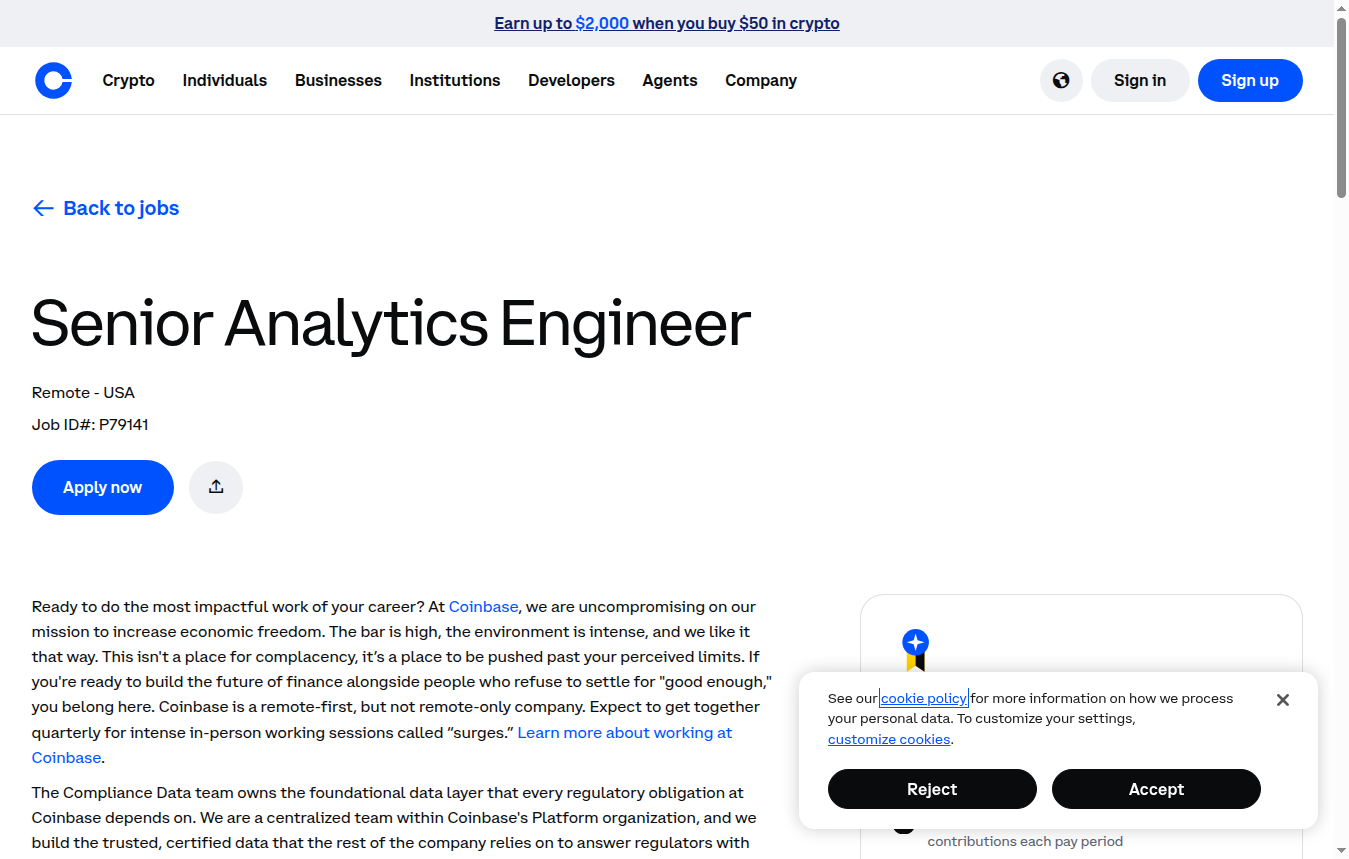 Earn up to $2,000 when you buy $50 in crypto
Crypto Individuals Businesses Institutions Developers Agents Company Sign in Sign up
← Back to jobs
Senior Analytics Engineer
Remote - USA
Job ID#: P79141
Apply now
Ready to do the most impactful work of your career? At Coinbase, we are uncompromising on our
mission to increase economic freedom. The bar is high, the environment is intense, and we like it
that way. This isn't a place for complacency, it’s a place to be pushed past your perceived limits. If
you're ready to build the future of finance alongside people who refuse to settle for "good enough,"
you belong here. Coinbase is a remote-first, but not remote-only company. Expect to get together
quarterly for intense in-person working sessions called “surges.” Learn more about working at
Coinbase.
The Compliance Data team owns the foundational data layer that every regulatory obligation at
Coinbase depends on. We are a centralized team within Coinbase's Platform organization, and we
build the trusted, certified data that the rest of the company relies on to answer regulators with
See our cookie policy for more information on how we process
your personal data. To customize your settings,
customize cookies.
Reject Accept
contributions each pay period